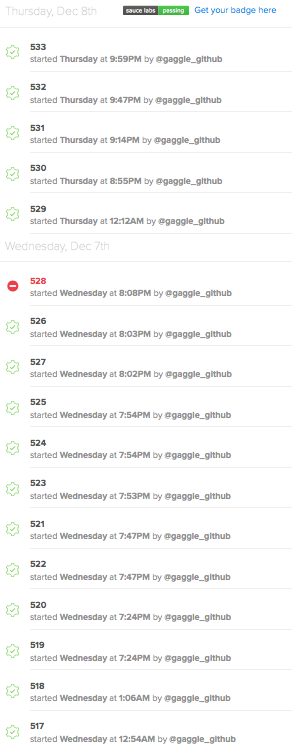 Thursday, Dec 8th
sauce labs passing Get your badge here
533
started Thursday at 9:59PM by @gaggle_github
532
started Thursday at 9:47PM by @gaggle_github
531
started Thursday at 9:14PM by @gaggle_github
530
started Thursday at 8:55PM by @gaggle_github
529
started Thursday at 12:12AM by @gaggle_github
Wednesday, Dec 7th
528
started Wednesday at 8:08PM by @gaggle_github
526
started Wednesday at 8:03PM by @gaggle_github
527
started Wednesday at 8:02PM by @gaggle_github
525
started Wednesday at 7:54PM by @gaggle_github
524
started Wednesday at 7:54PM by @gaggle_github
523
started Wednesday at 7:53PM by @gaggle_github
521
started Wednesday at 7:47PM by @gaggle_github
522
started Wednesday at 7:47PM by @gaggle_github
520
started Wednesday at 7:24PM by @gaggle_github
519
started Wednesday at 7:24PM by @gaggle_github
518
started Wednesday at 1:06AM by @gaggle_github
517
started Wednesday at 12:54AM by @gaggle_github